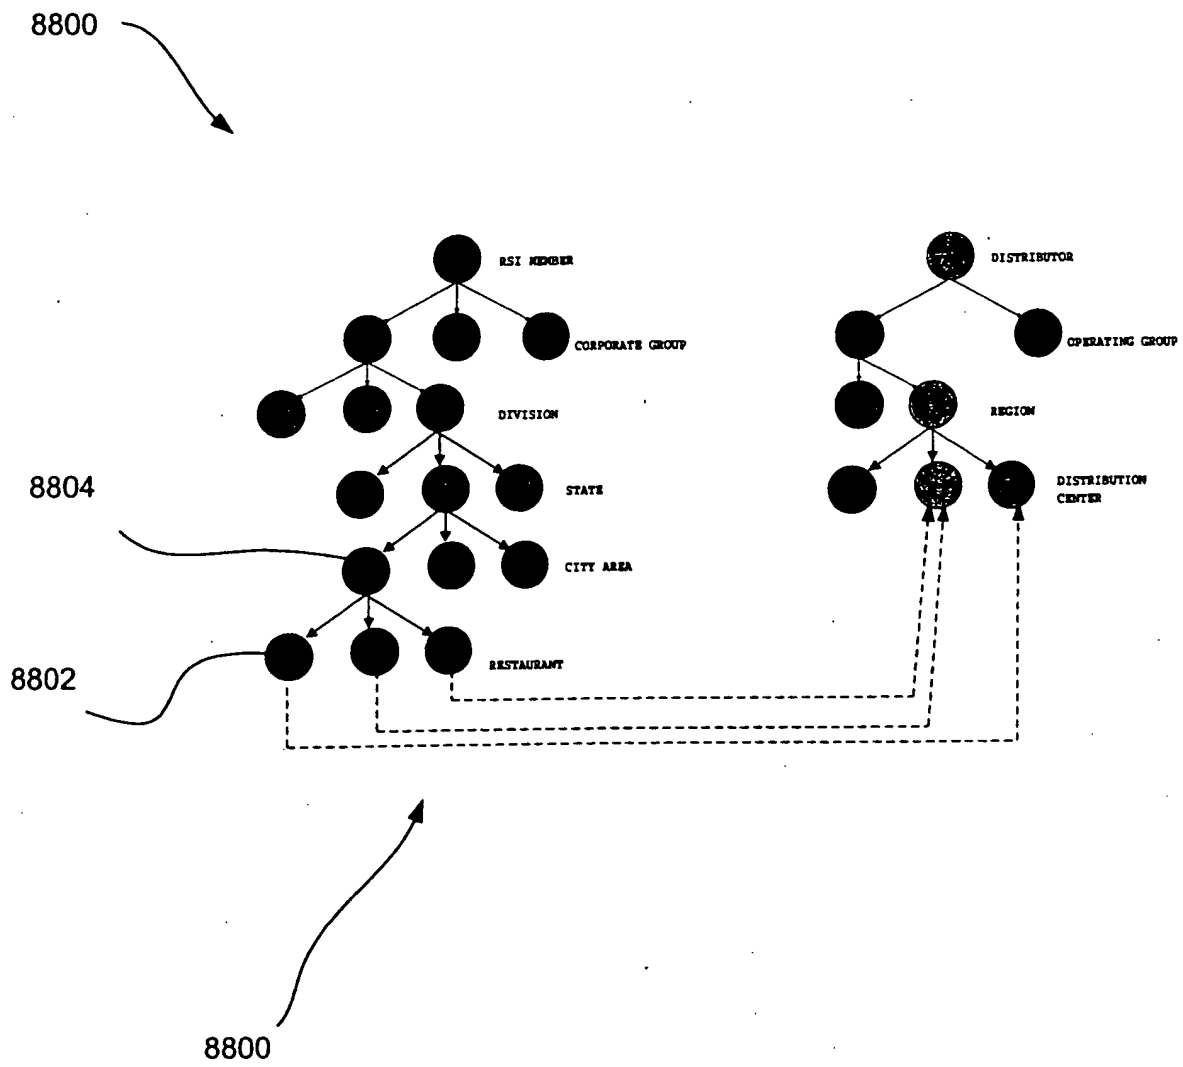 8800
RSI MEMBER
DISTRIBUTOR
CORPORATE GROUP
OPERATING GROUP
DIVISION
REGION
8804
STATE
DISTRIBUTION
CENTER
CITY AREA
8802
RESTAURANT
8800